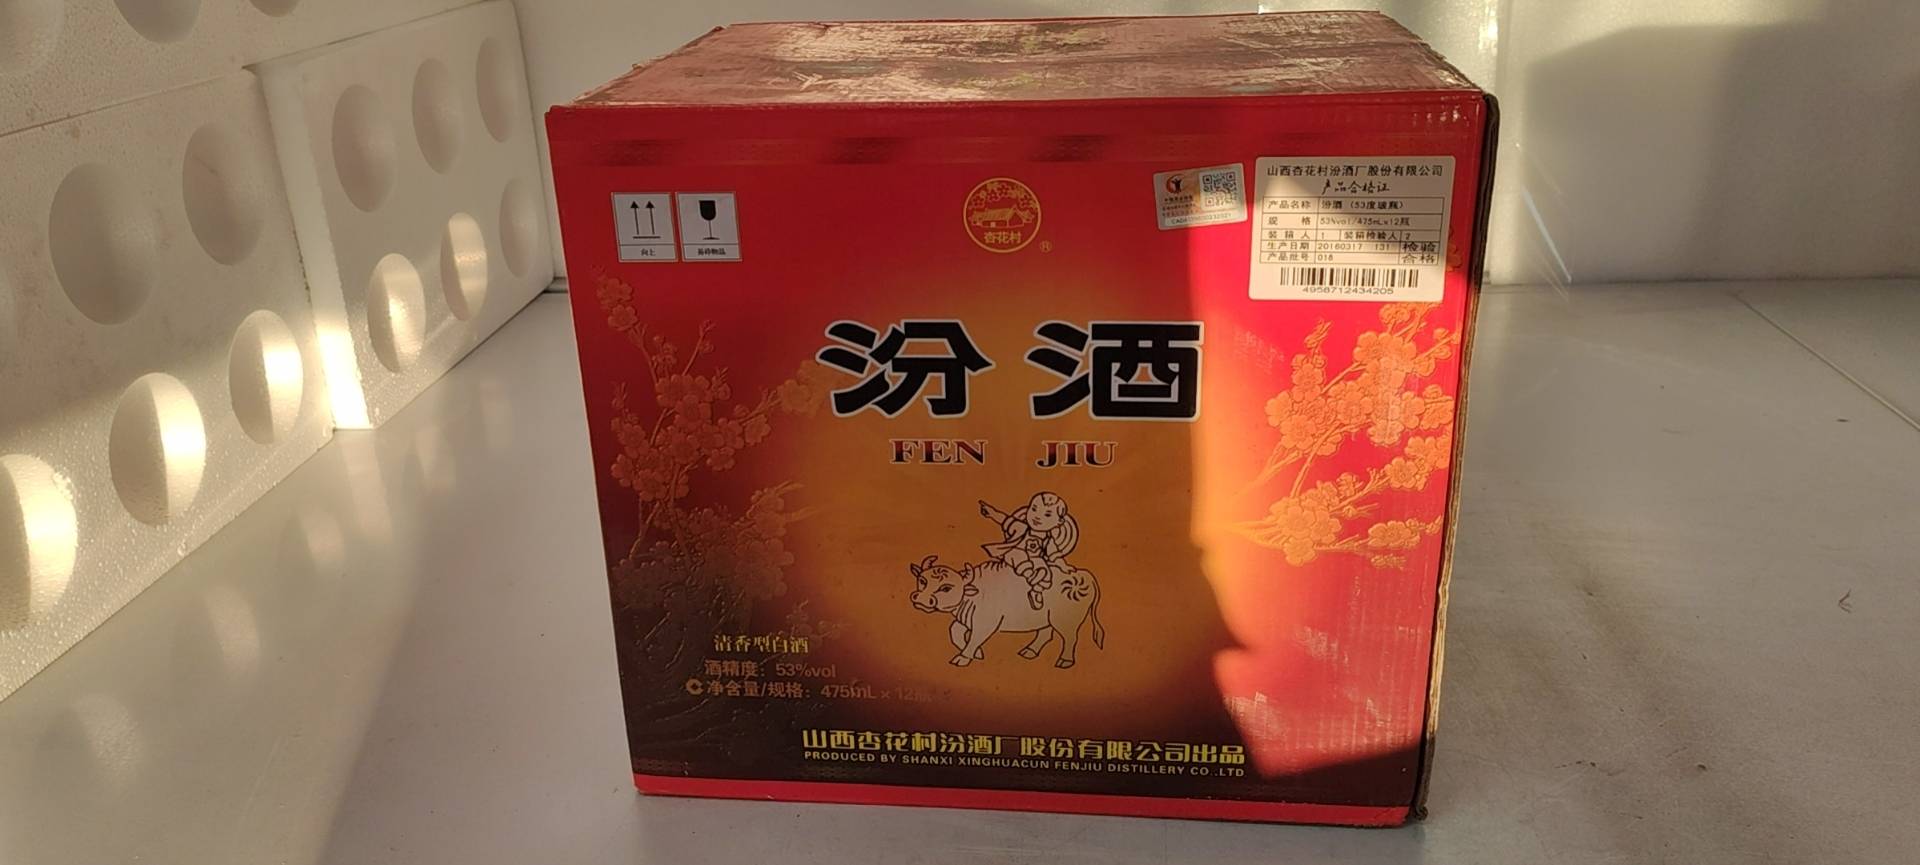 山西杏花村汾酒厂股份有限公司
产品合格证
产品名称 汾酒（53度玻瓶）
规 格 53%vol/475mL×12瓶
装箱人 1 装箱检验人 2
生产日期 20160317 131 检验
产品批号 018 合格
4958712434205
向上
易碎物品
杏花村
®
汾酒
FEN JIU
清香型白酒
酒精度：53%vol
净含量/规格：475mL×12瓶
山西杏花村汾酒厂股份有限公司出品
PRODUCED BY SHANXI XINGHUACUN FENJIU DISTILLERY CO.,LTD